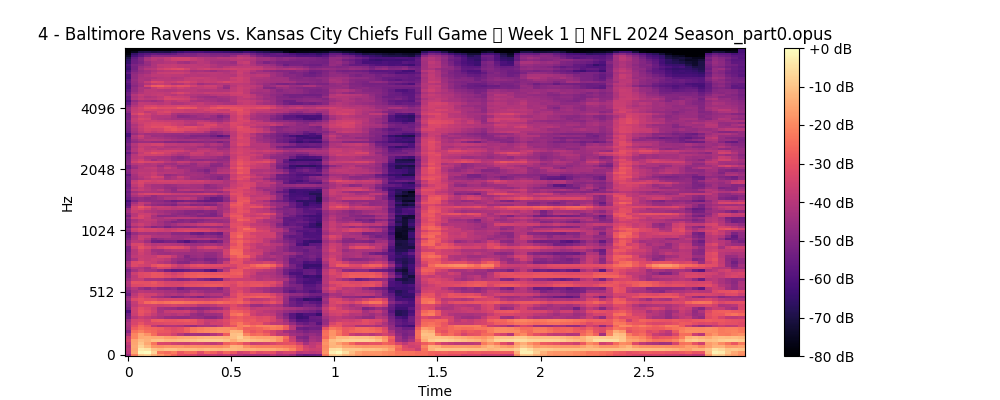 4 - Baltimore Ravens vs. Kansas City Chiefs Full Game ▯ Week 1 ▯ NFL 2024 Season_part0.opus
Hz
4096
2048
1024
512
0
0
0.5
1
1.5
2
2.5
Time
+0 dB
-10 dB
-20 dB
-30 dB
-40 dB
-50 dB
-60 dB
-70 dB
-80 dB